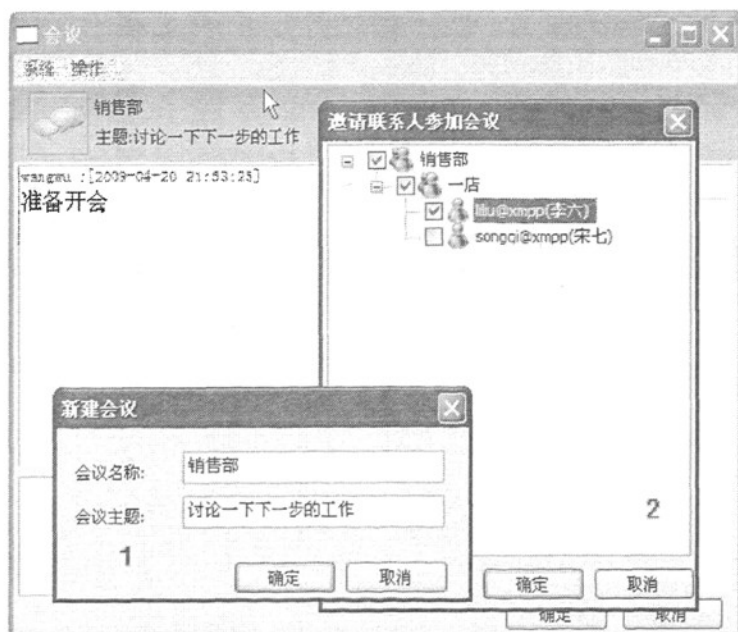 会议
系统 操作
销售部
主题:讨论一下下一步的工作
wangwu :[2009-04-20 21:53:25]
准备开会
邀请联系人参加会议
销售部
一店
liliu@xmpp(李六)
songqi@xmpp(宋七)
2
确定 取消
新建会议
会议名称: 销售部
会议主题: 讨论一下下一步的工作
1
确定 取消
确定 取消